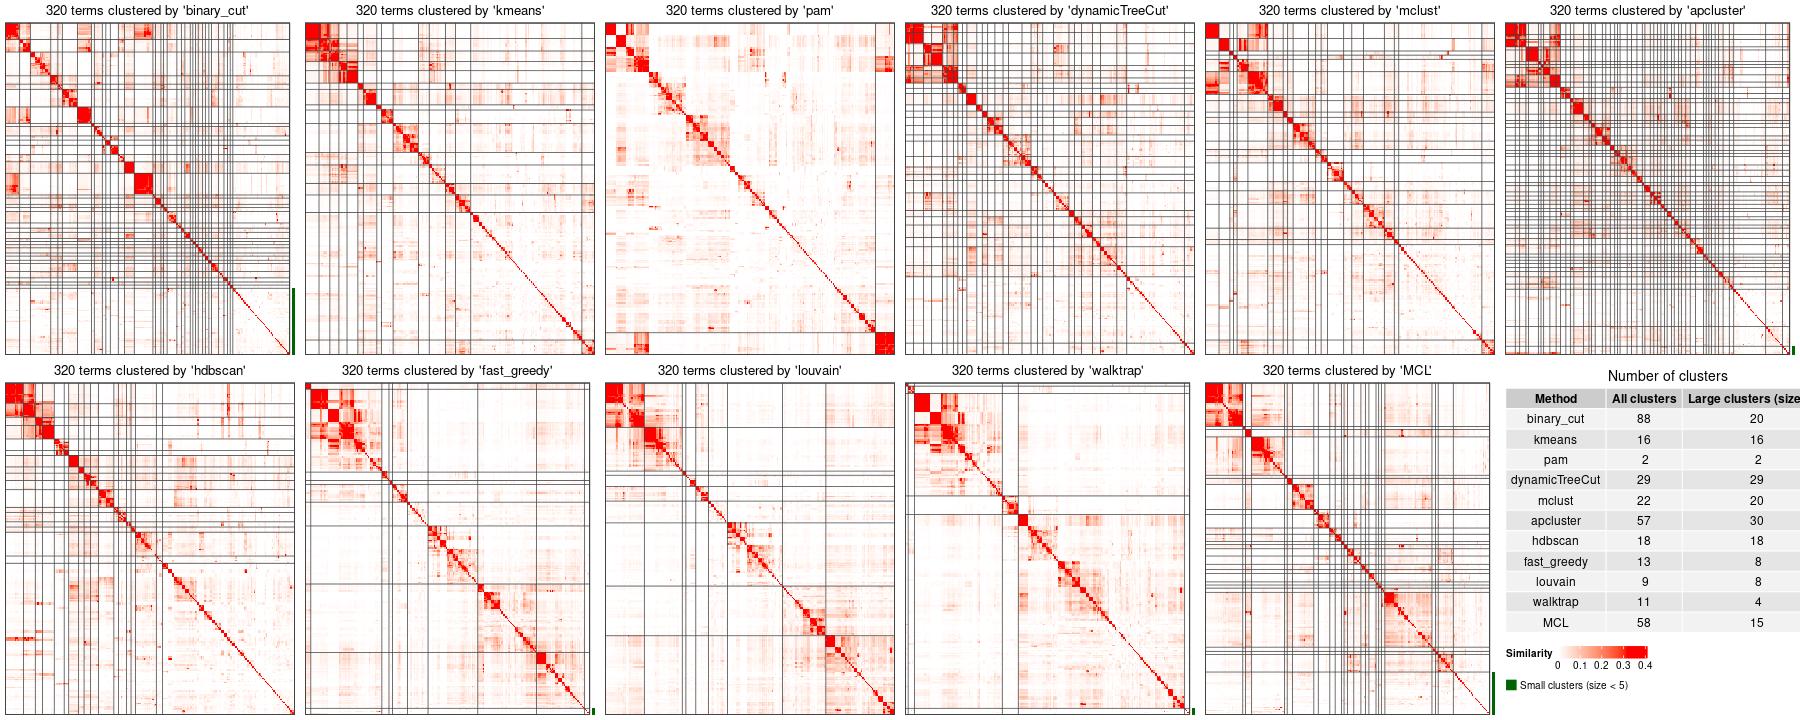 320 terms clustered by 'binary_cut'
320 terms clustered by 'kmeans'
320 terms clustered by 'pam'
320 terms clustered by 'dynamicTreeCut'
320 terms clustered by 'mclust'
320 terms clustered by 'apcluster'
320 terms clustered by 'hdbscan'
320 terms clustered by 'fast_greedy'
320 terms clustered by 'louvain'
320 terms clustered by 'walktrap'
320 terms clustered by 'MCL'
Number of clusters
Method All clusters Large clusters (size
binary_cut 88 20
kmeans 16 16
pam 2 2
dynamicTreeCut 29 29
mclust 22 20
apcluster 57 30
hdbscan 18 18
fast_greedy 13 8
louvain 9 8
walktrap 11 4
MCL 58 15
Similarity
0 0.1 0.2 0.3 0.4
Small clusters (size < 5)